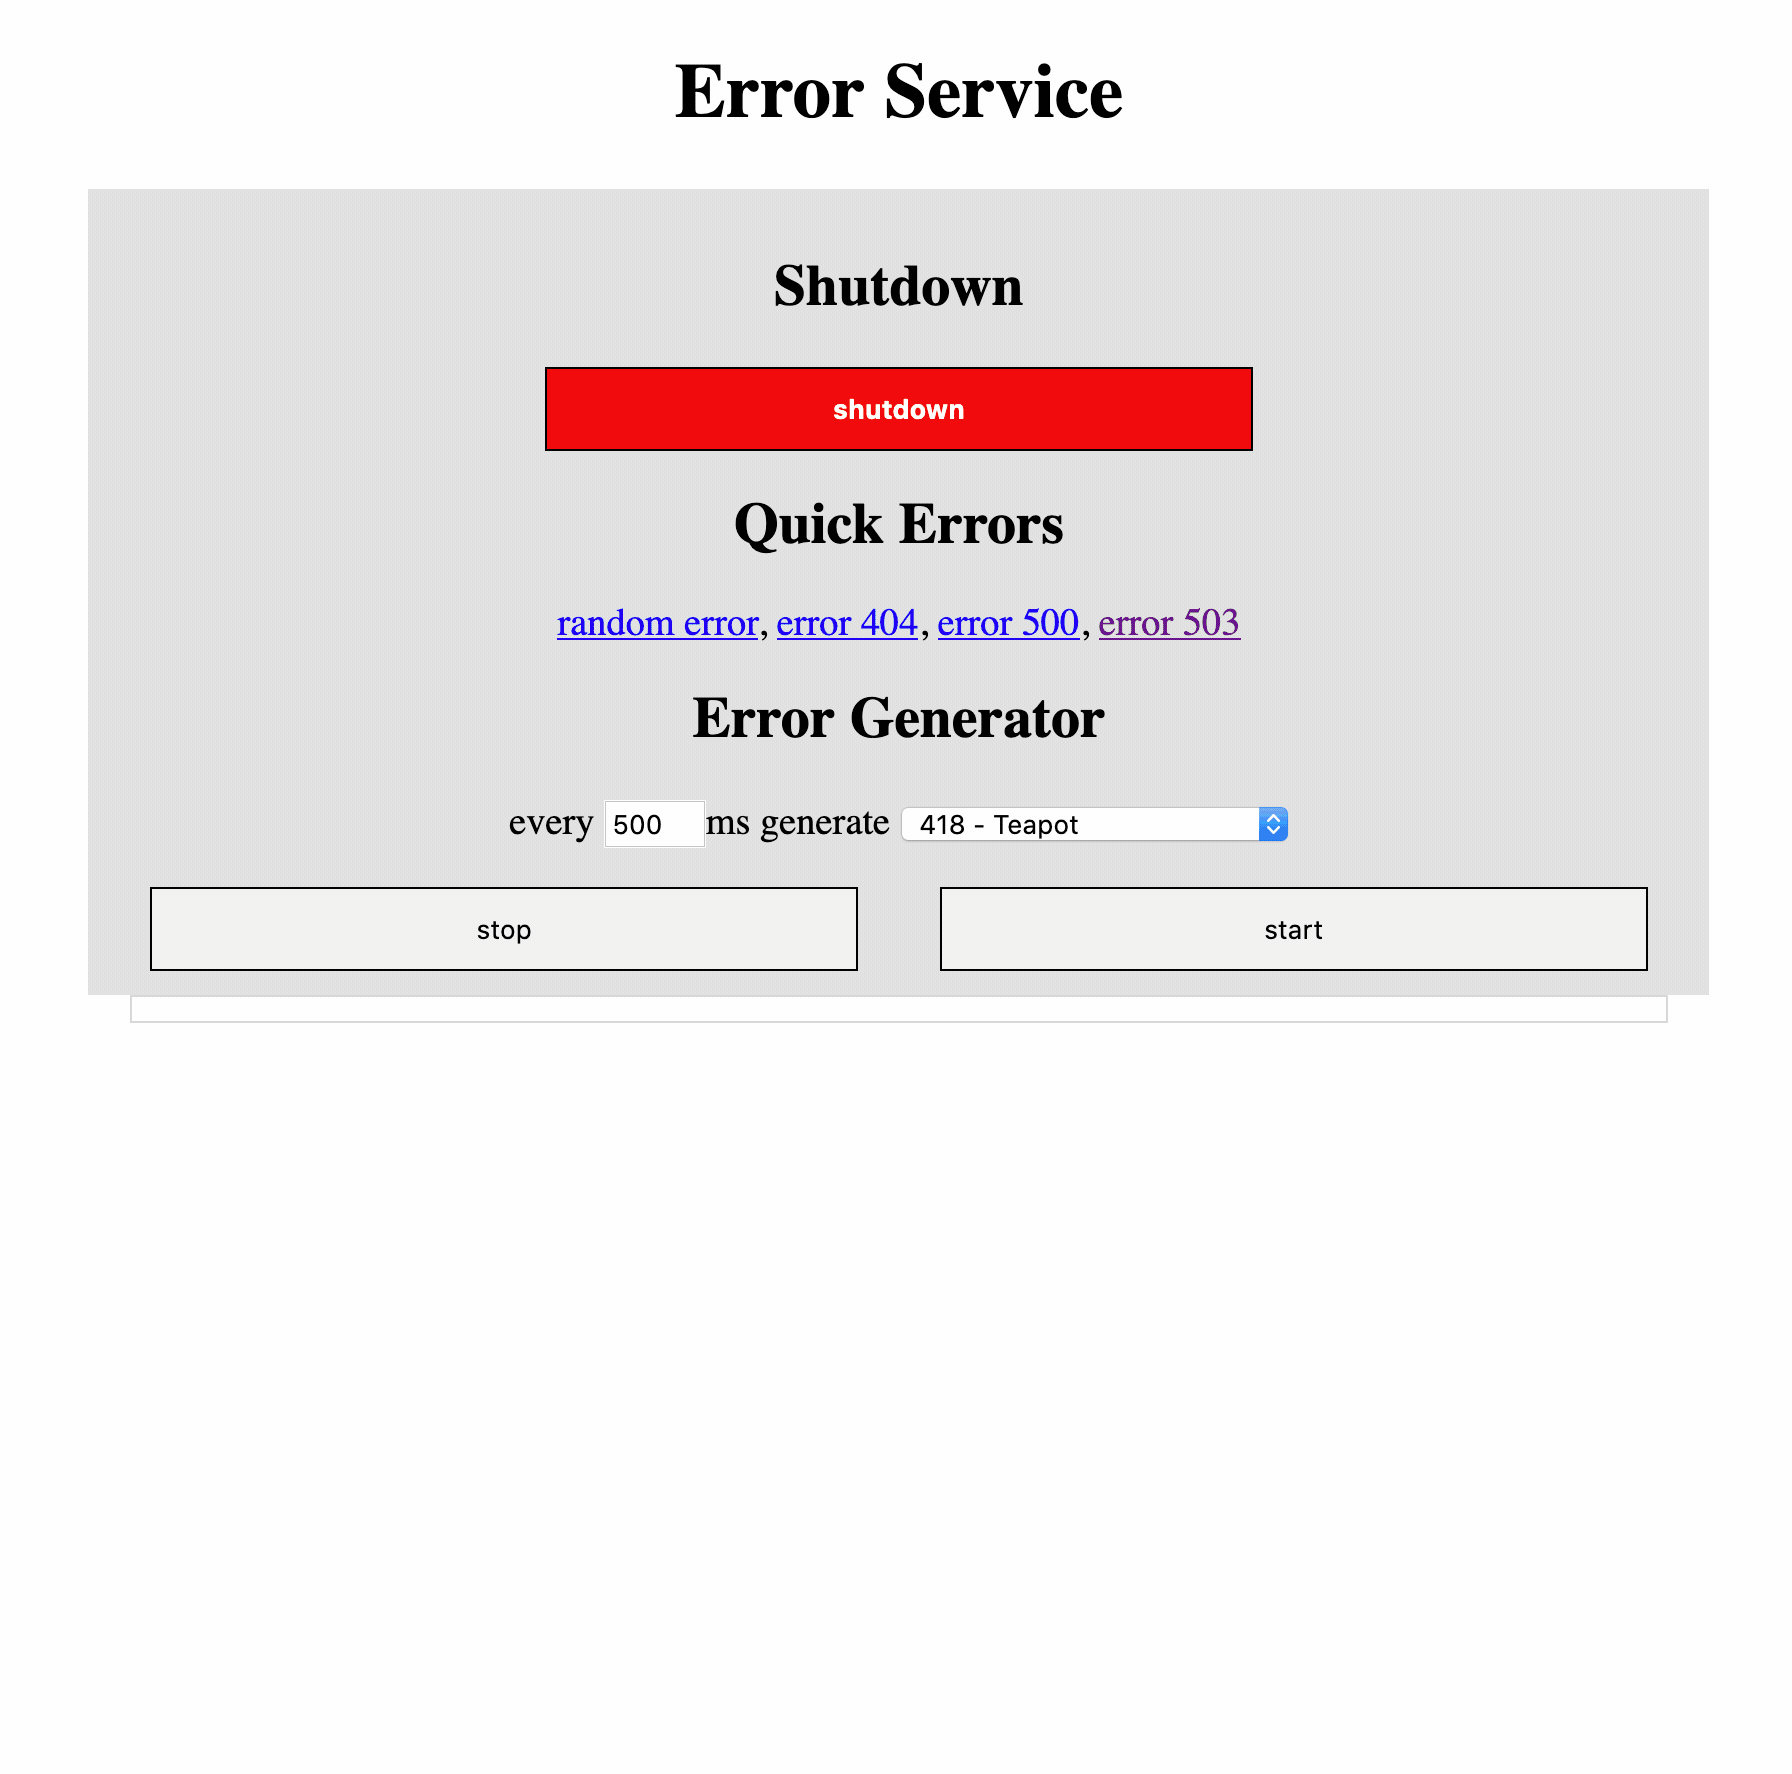 Error Service
Shutdown
shutdown
Quick Errors
random error, error 404, error 500, error 503
Error Generator
every 500 ms generate 418 - Teapot
stop start